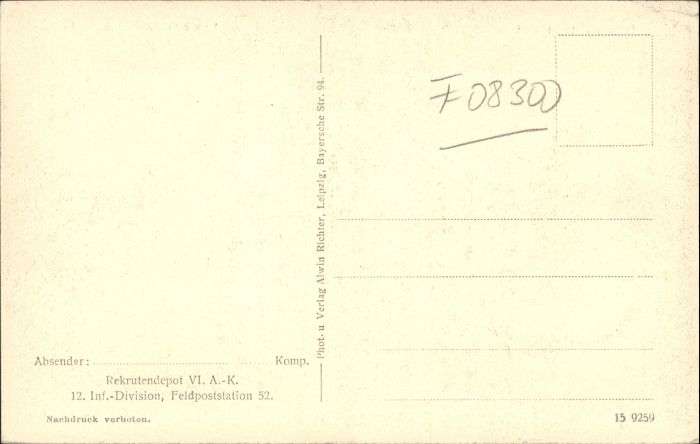 F 08300
Phot- u. Verlag Alwin Richter, Leipzig, Bayersche Str. 94.
Absender: Komp.
Rekrutendepot VI. A.-K.
12. Inf.-Division, Feldpoststation 52.
Nachdruck verboten.
15 9259